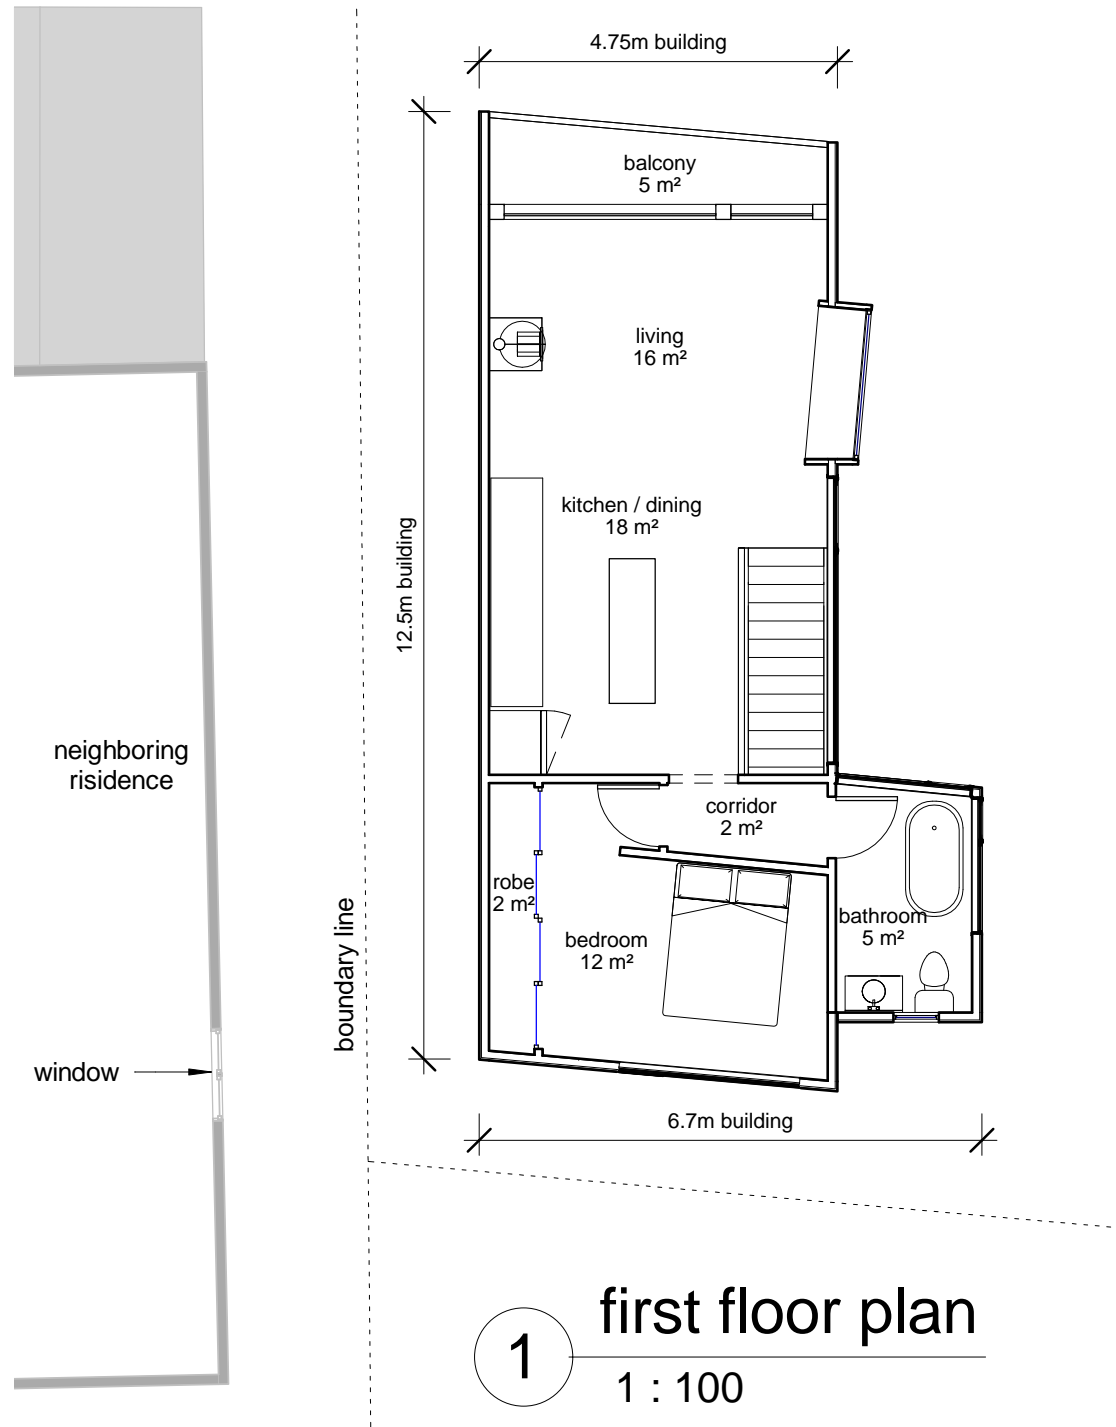 4.75m building
balcony
5 m²
living
16 m²
kitchen / dining
18 m²
12.5m building
neighboring
risidence
corridor
2 m²
robe
2 m²
bathroom
5 m²
bedroom
12 m²
boundary line
window
6.7m building
1
first floor plan
1 : 100